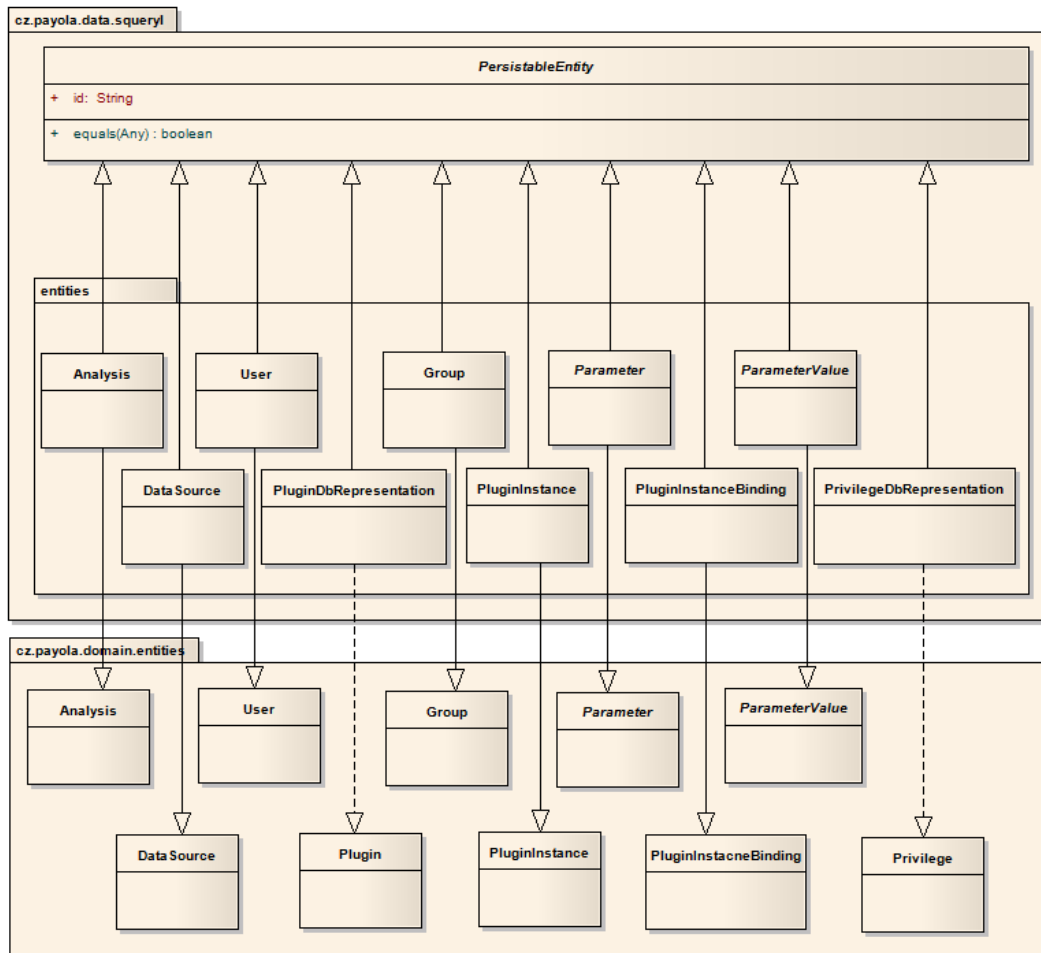 cz.payola.data.squeryl
PersistableEntity
+ id: String
+ equals(Any) : boolean
entities
Analysis
User
Group
Parameter
ParameterValue
DataSource
PluginDbRepresentation
PluginInstance
PluginInstanceBinding
PrivilegeDbRepresentation
cz.payola.domain.entities
Analysis
User
Group
Parameter
ParameterValue
DataSource
Plugin
PluginInstance
PluginInstacneBinding
Privilege